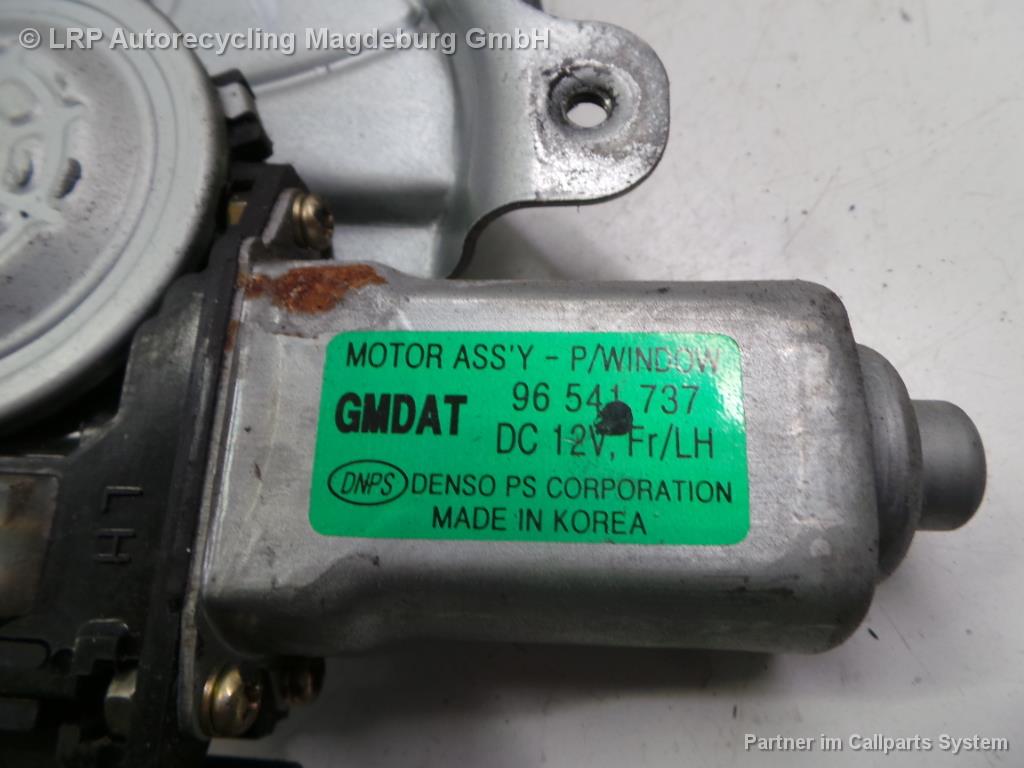 © LRP Autorecycling Magdeburg GmbH
MOTOR ASS'Y - P/WINDOW
GMDAT
96 541 737
DC 12V, Fr/LH
DNPS DENSO PS CORPORATION
MADE IN KOREA
LH
Partner im Callparts System